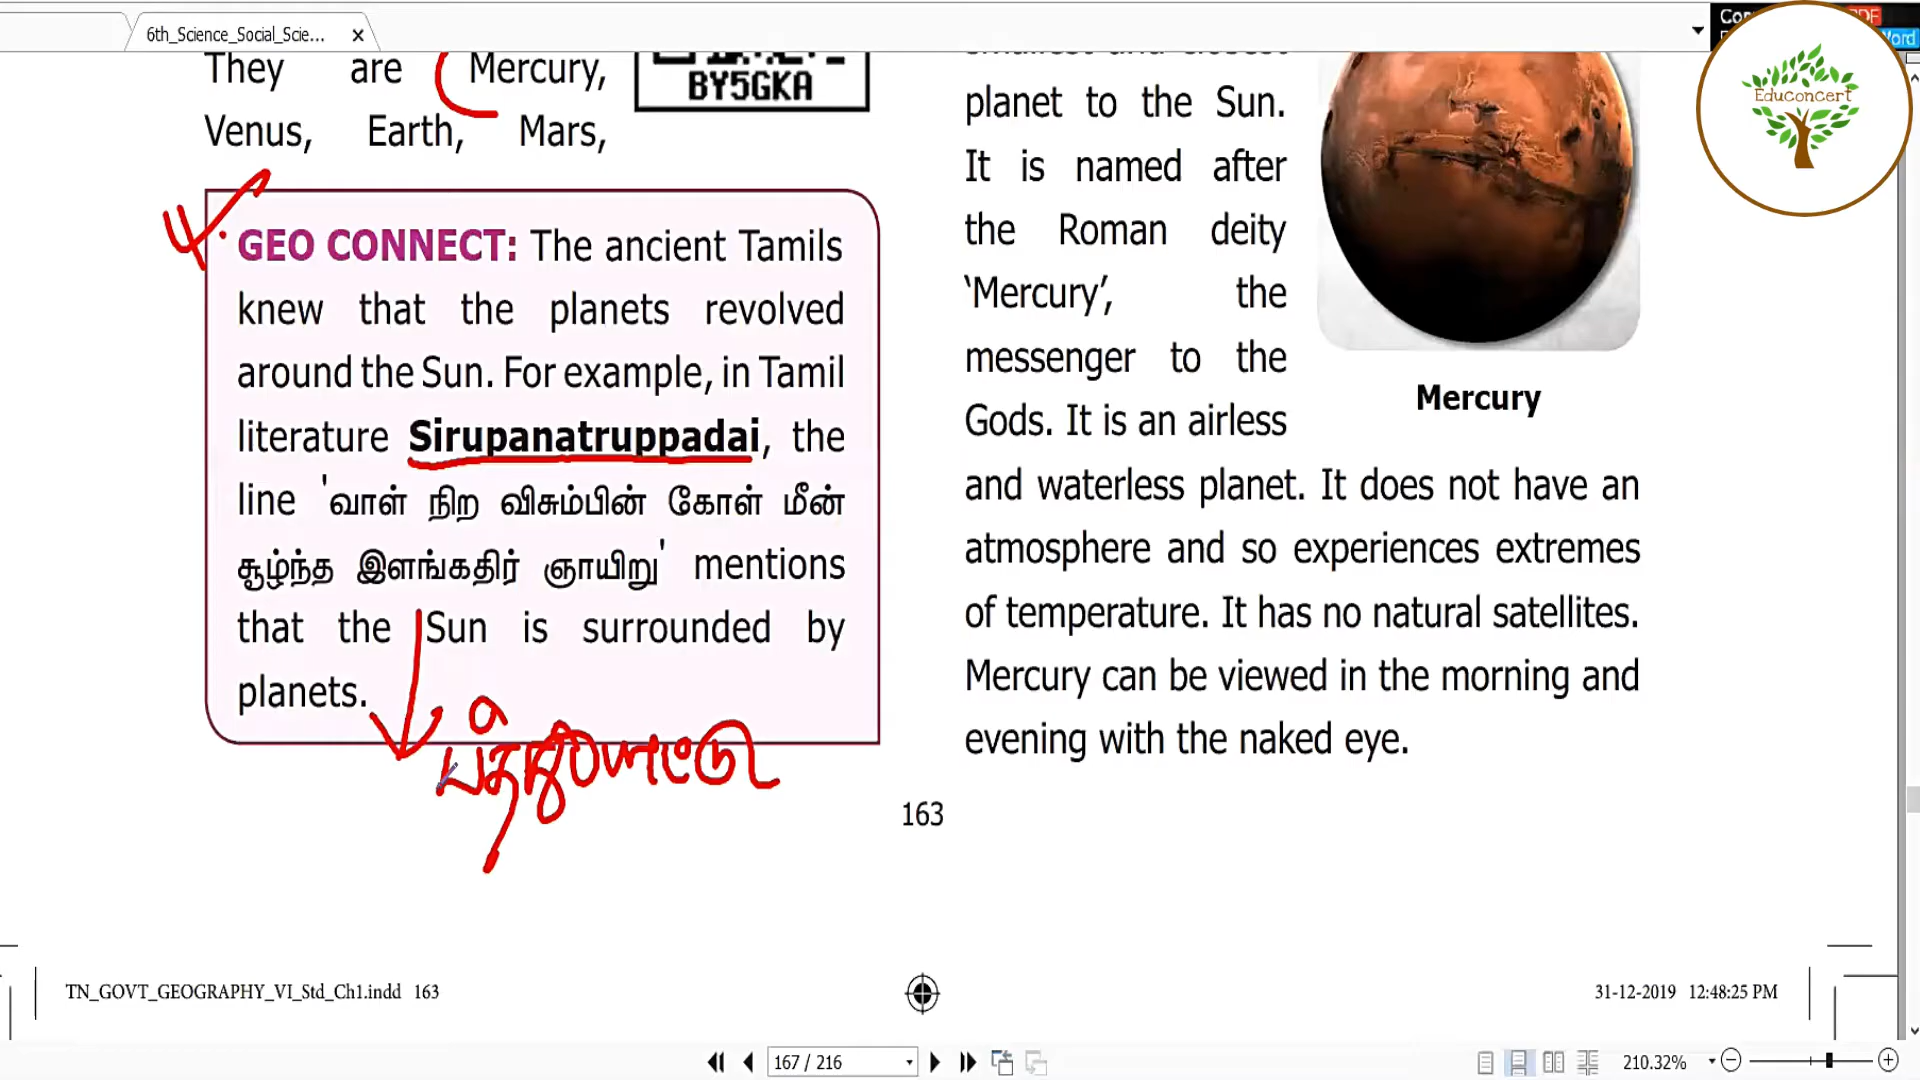 6th_Science_Social_Scie...
They are Mercury,
Venus, Earth, Mars,
BY5GKA
GEO CONNECT: The ancient Tamils
knew that the planets revolved
around the Sun. For example, in Tamil
literature Sirupanatruppadai, the
line 'வாள் நிற விசும்பின் கோள் மீன்
சூழ்ந்த இளங்கதிர் ஞாயிறு' mentions
that the Sun is surrounded by
planets.
பத்துப்பாட்டு
smallest and closest
planet to the Sun.
It is named after
the Roman deity
‘Mercury’, the
messenger to the
Gods. It is an airless
and waterless planet. It does not have an
atmosphere and so experiences extremes
of temperature. It has no natural satellites.
Mercury can be viewed in the morning and
evening with the naked eye.
Mercury
Educoncert
163
TN_GOVT_GEOGRAPHY_VI_Std_Ch1.indd 163
31-12-2019 12:48:25 PM
167 / 216
210.32%